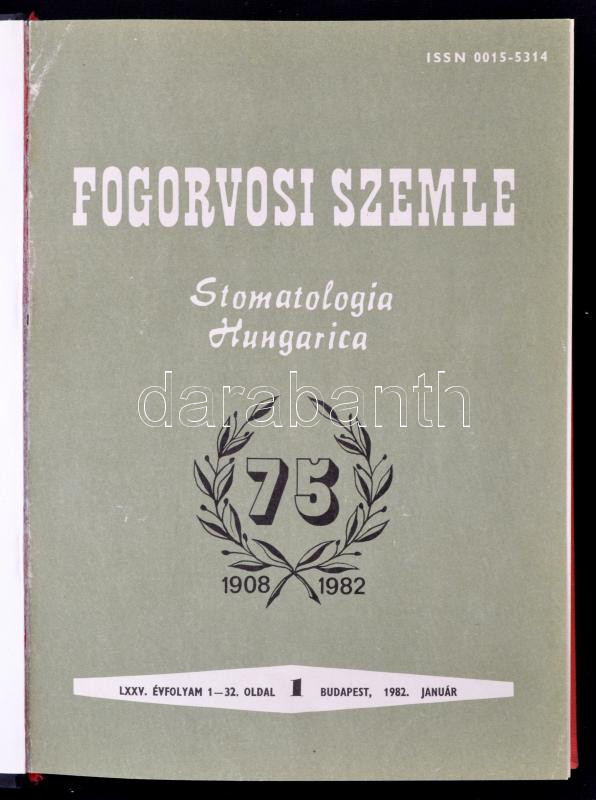 ISSN 0015-5314
FOGORVOSI SZEMLE
Stomatologia
Hungarica
darabanth
75
1908 1982
LXXV. ÉVFOLYAM 1—32. OLDAL 1 BUDAPEST, 1982. JANUÁR